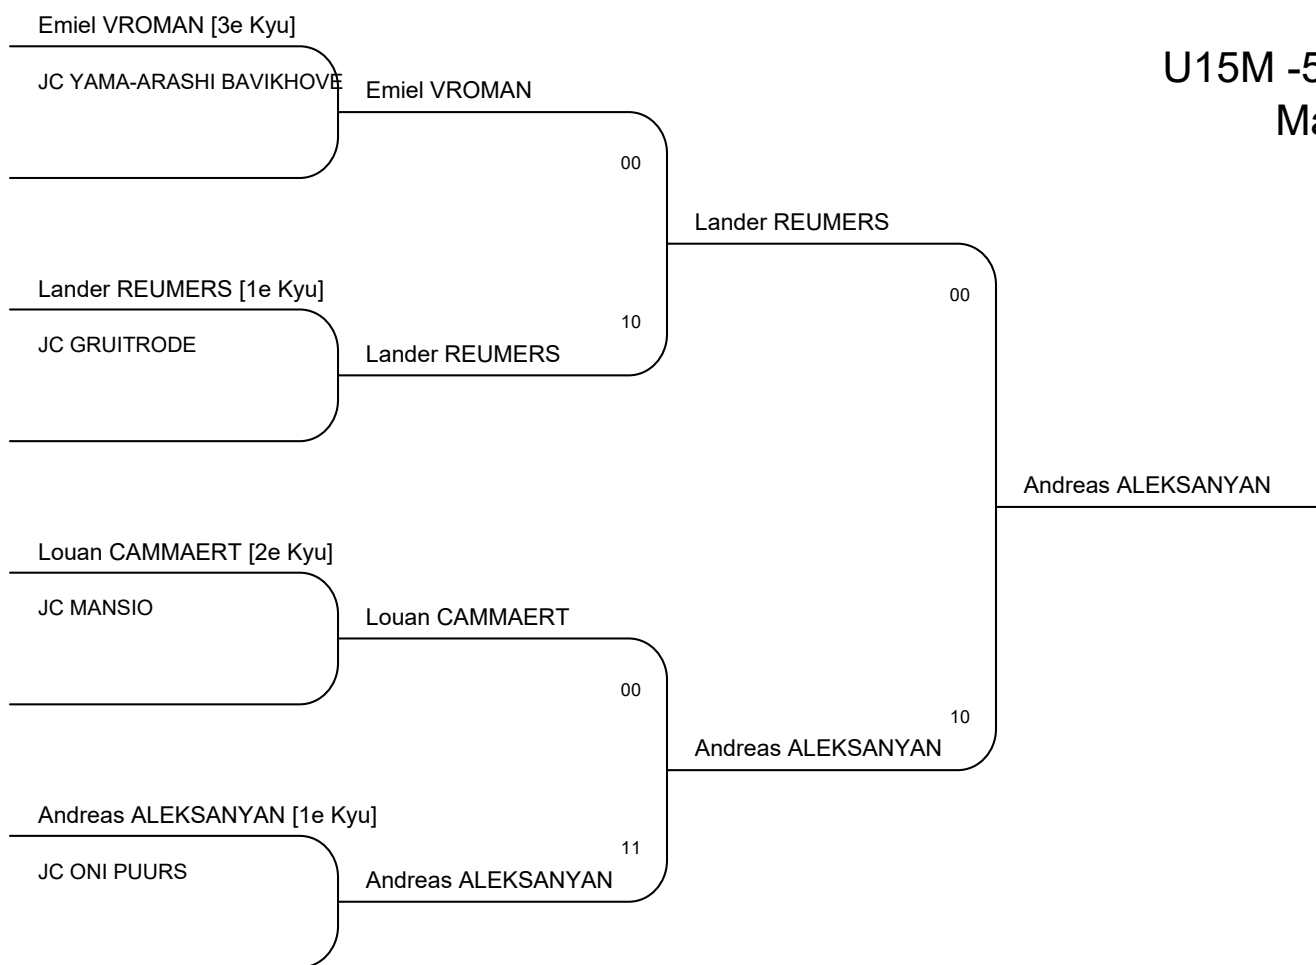 Emiel VROMAN [3e Kyu]
JC YAMA-ARASHI BAVIKHOVE
Emiel VROMAN
U15M -5
Ma
00
Lander REUMERS
Lander REUMERS [1e Kyu]
00
10
JC GRUITRODE
Lander REUMERS
Andreas ALEKSANYAN
Louan CAMMAERT [2e Kyu]
JC MANSIO
Louan CAMMAERT
00
10
Andreas ALEKSANYAN
Andreas ALEKSANYAN [1e Kyu]
11
JC ONI PUURS
Andreas ALEKSANYAN